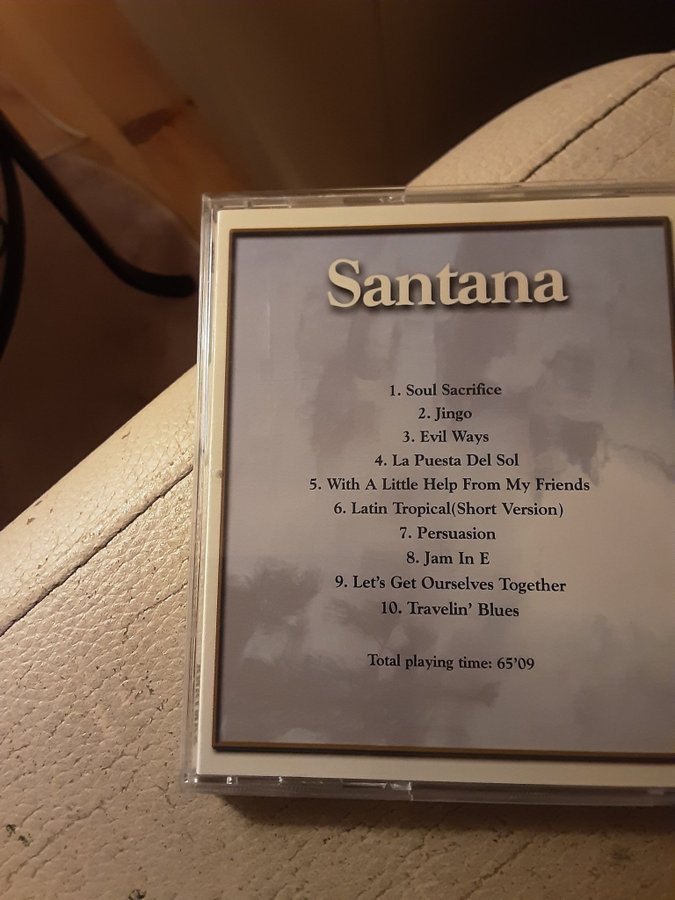 Santana
1. Soul Sacrifice
2. Jingo
3. Evil Ways
4. La Puesta Del Sol
5. With A Little Help From My Friends
6. Latin Tropical(Short Version)
7. Persuasion
8. Jam In E
9. Let's Get Ourselves Together
10. Travelin' Blues
Total playing time: 65'09